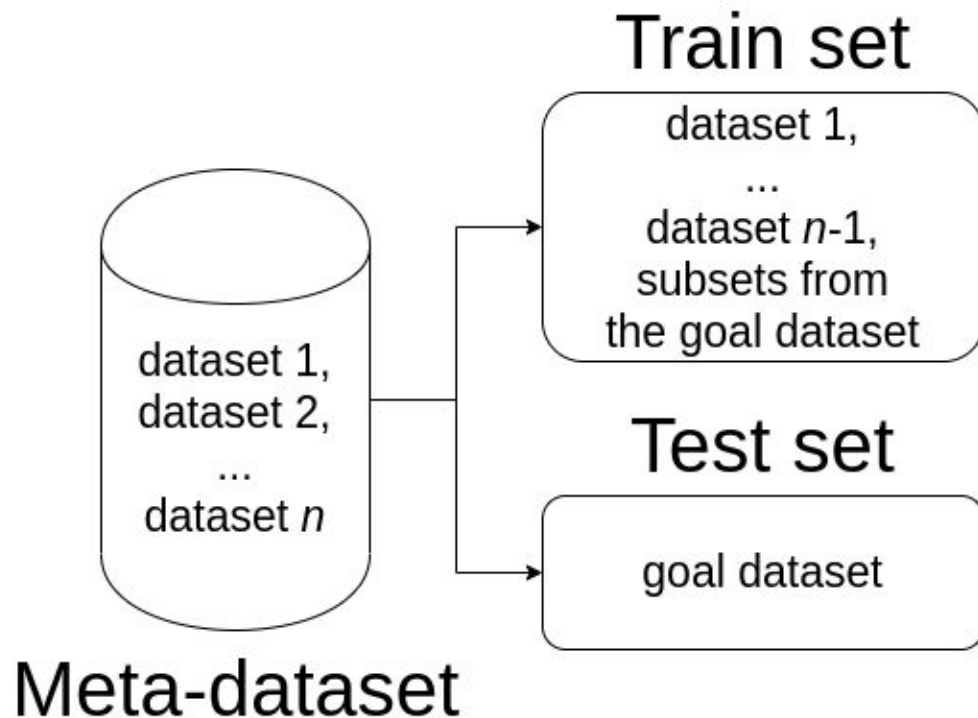 Train set
dataset 1,
...
dataset n-1,
subsets from
the goal dataset
dataset 1,
dataset 2,
...
dataset n
Test set
goal dataset
Meta-dataset